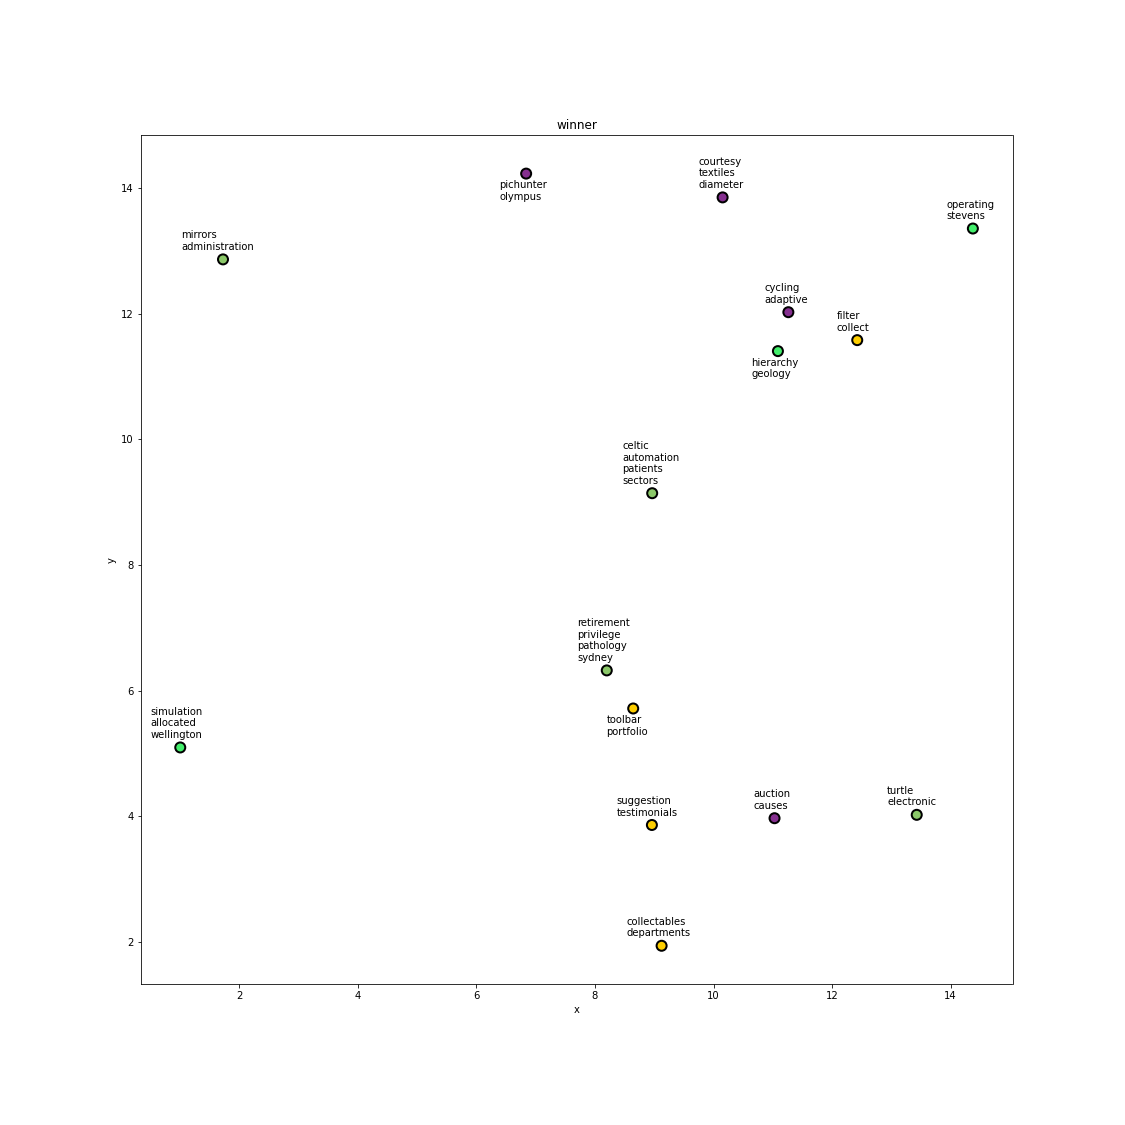 winner
courtesy
textiles
diameter
pichunter
olympus
operating
stevens
mirrors
administration
cycling
adaptive
filter
collect
hierarchy
geology
celtic
automation
patients
sectors
retirement
privilege
pathology
sydney
simulation
allocated
wellington
toolbar
portfolio
suggestion
testimonials
auction
causes
turtle
electronic
collectables
departments
14
12
10
8
6
4
2
y
2 4 6 8 10 12 14
x